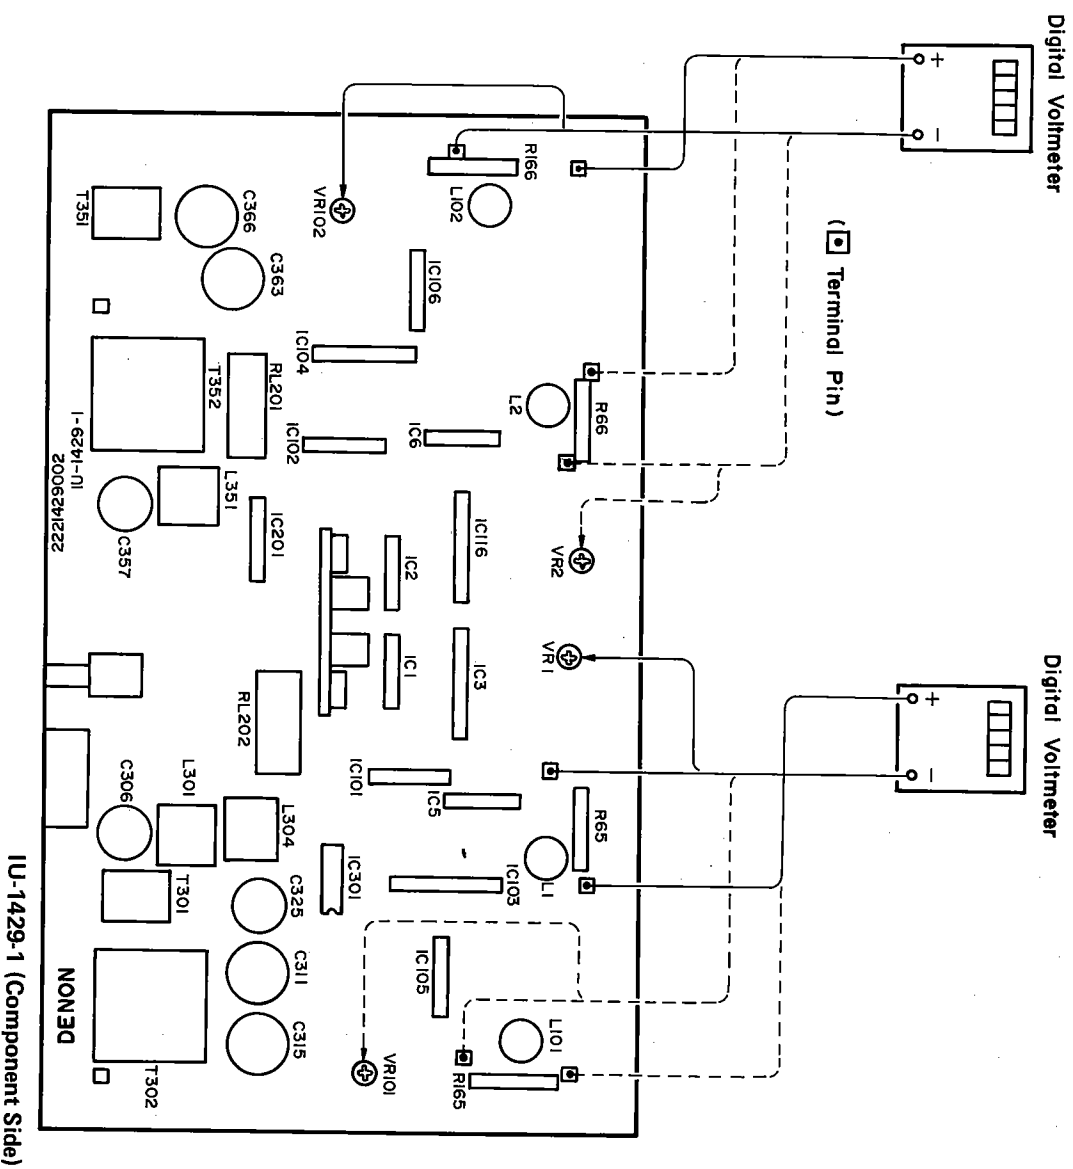 Digital Voltmeter
+
−
Digital Voltmeter
+
−
( Terminal Pin)
R166
L102
VR102
C366
T351
C363
IC106
IC104
RL201
T352
IC102
IC6
L2
R66
IU-1429-1
2221429002
L351
C357
IC201
IC2
IC116
VR2
VR1
IC1
IC3
RL202
IC101
IC5
R65
L1
C306
L301
L304
IC301
IC103
T301
C325
C311
IC105
L101
DENON
C315
VR101
R165
T302
IU-1429-1 (Component Side)